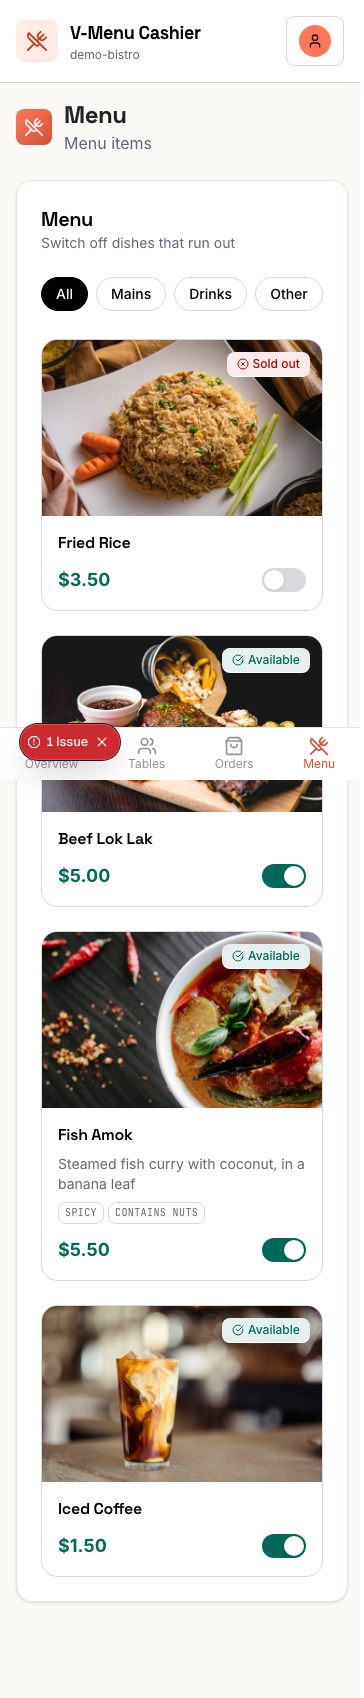 V-Menu Cashier
demo-bistro
Menu
Menu items
Menu
Switch off dishes that run out
All
Mains
Drinks
Other
Sold out
Fried Rice
$3.50
Available
1 Issue
Overview
Tables
Orders
Menu
Beef Lok Lak
$5.00
Available
Fish Amok
Steamed fish curry with coconut, in a
banana leaf
SPICY
CONTAINS NUTS
$5.50
Available
Iced Coffee
$1.50